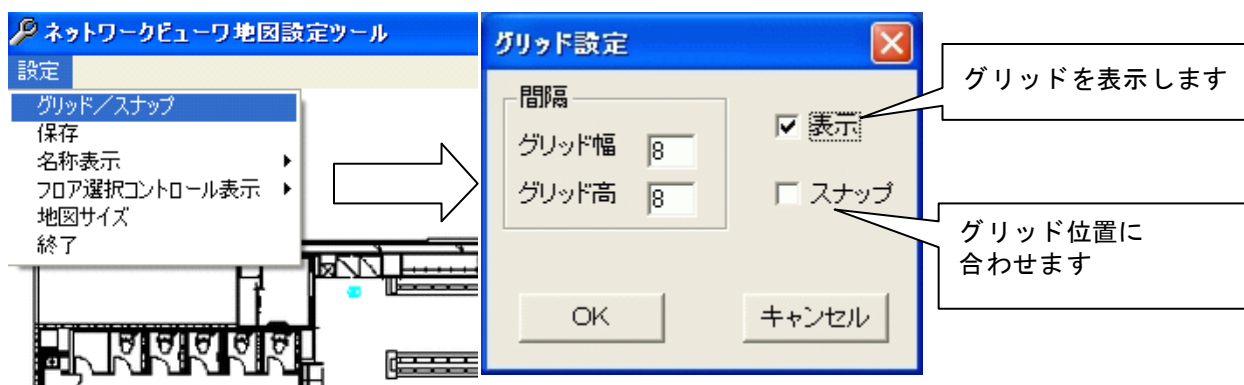 ネットワークビューワ地図設定ツール
設定
グリッド／スナップ
保存
名称表示
フロア選択コントロール表示
地図サイズ
終了
グリッド設定
間隔
グリッド幅 8
グリッド高 8
表示
スナップ
OK
キャンセル
グリッドを表示します
グリッド位置に
合わせます